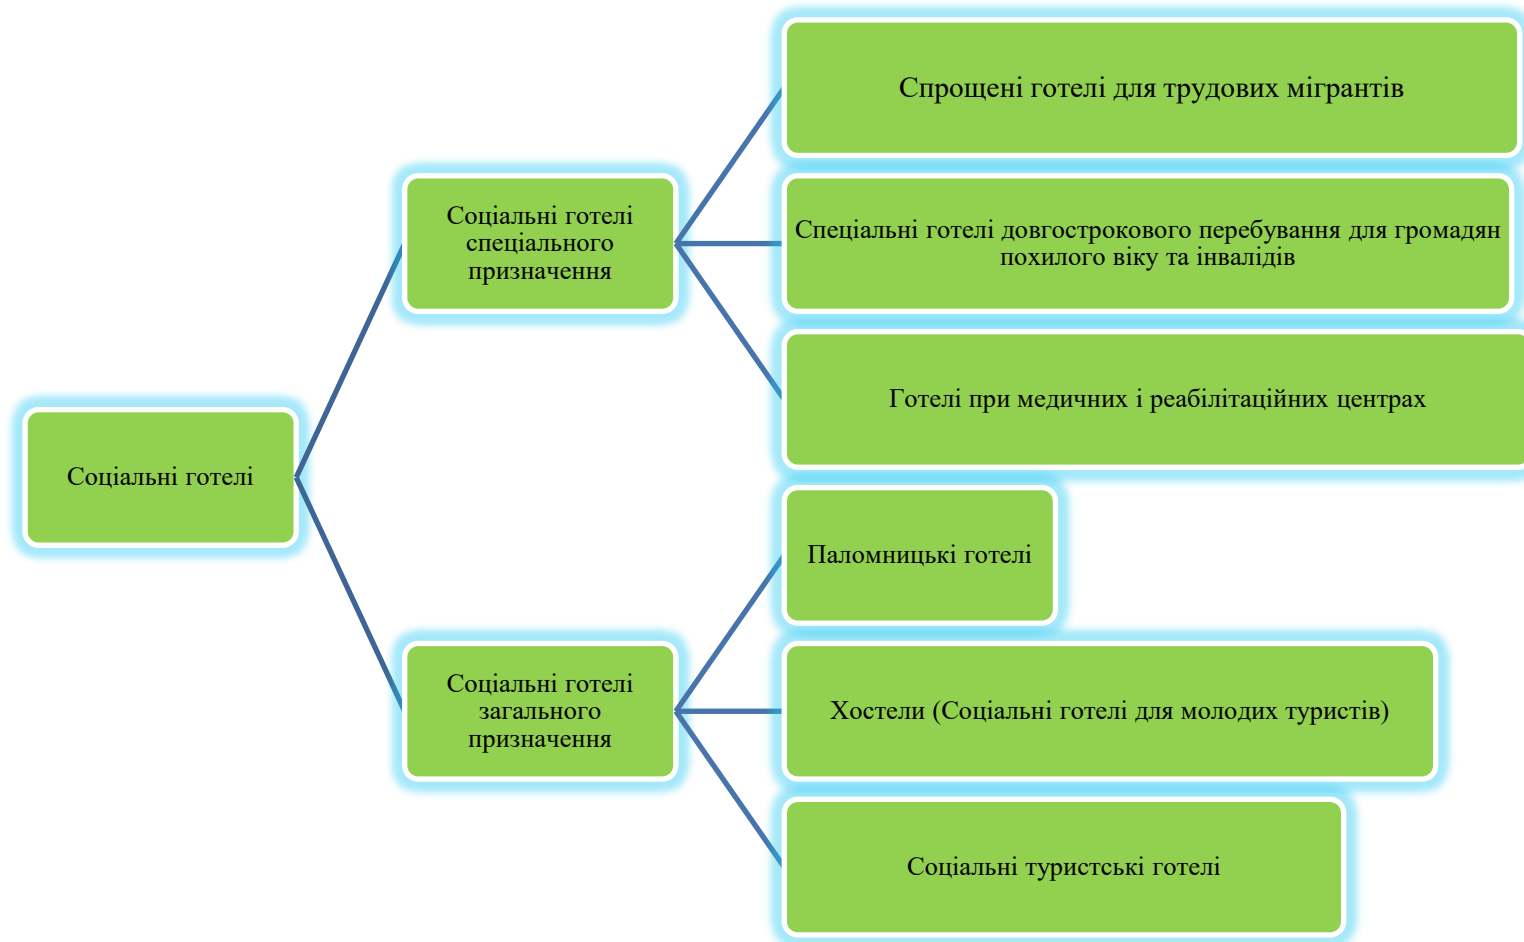 Соціальні готелі
Соціальні готелі
спеціального
призначення
Спрощені готелі для трудових мігрантів
Спеціальні готелі довгострокового перебування для громадян
похилого віку та інвалідів
Готелі при медичних і реабілітаційних центрах
Соціальні готелі
загального
призначення
Паломницькі готелі
Хостели (Соціальні готелі для молодих туристів)
Соціальні туристські готелі